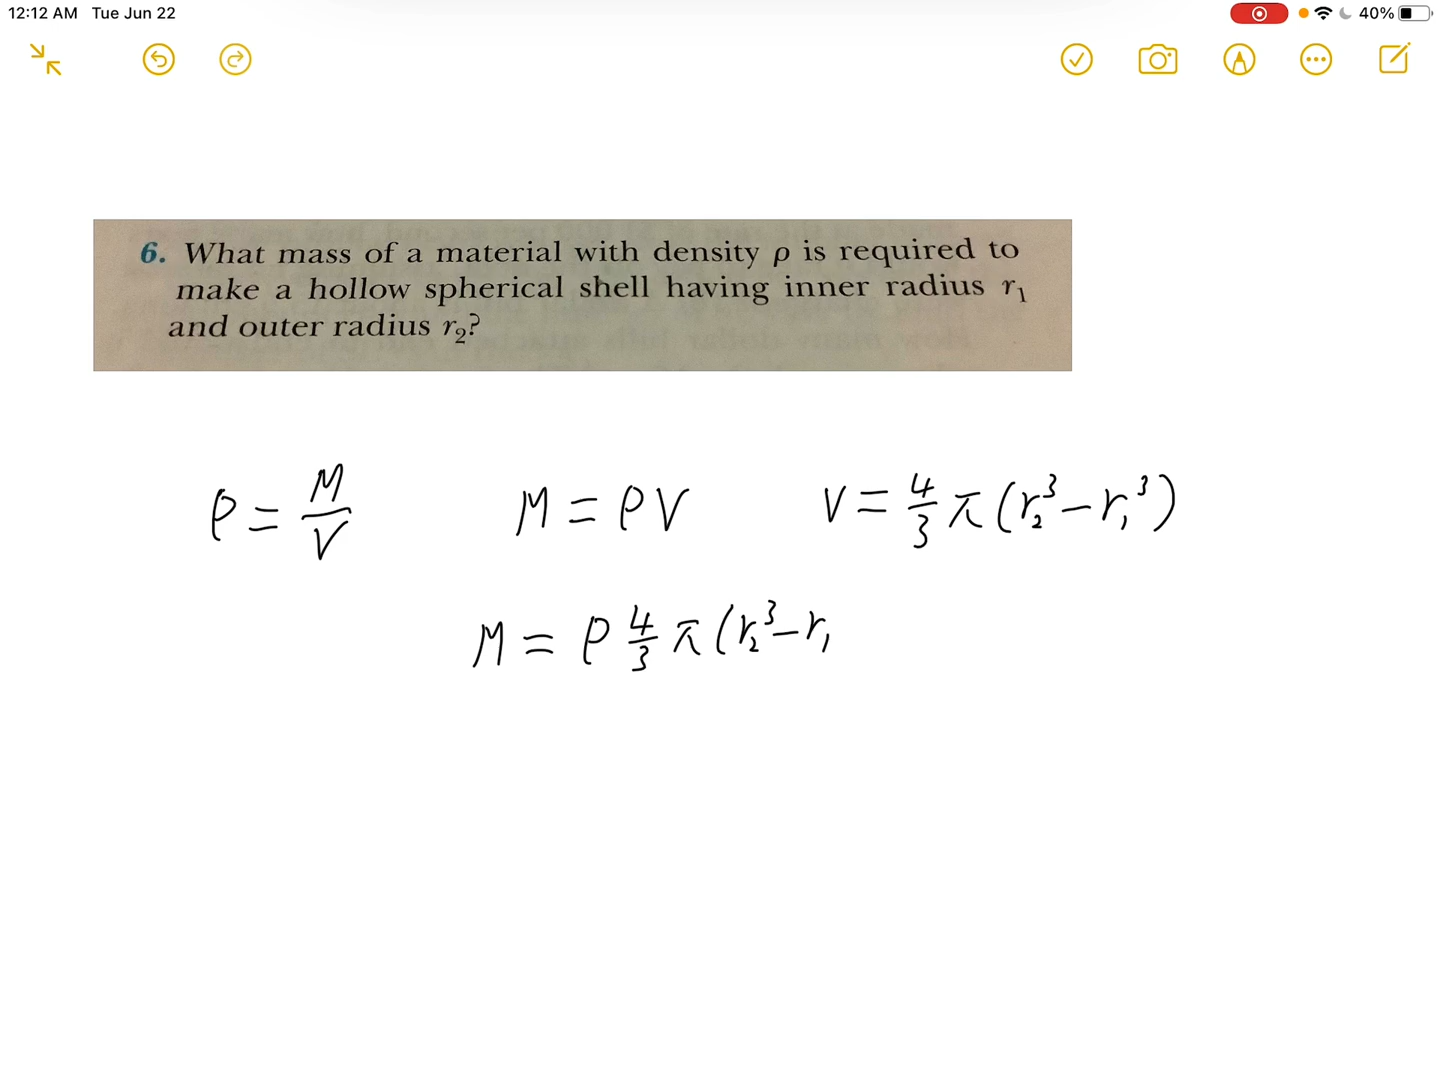 12:12 AM Tue Jun 22
40%
6. What mass of a material with density ρ is required to
make a hollow spherical shell having inner radius r₁
and outer radius r₂?
ρ = M/V M = ρV V = 4/3 π (r₂³ − r₁³)
M = ρ 4/3 π (r₂³ − r₁